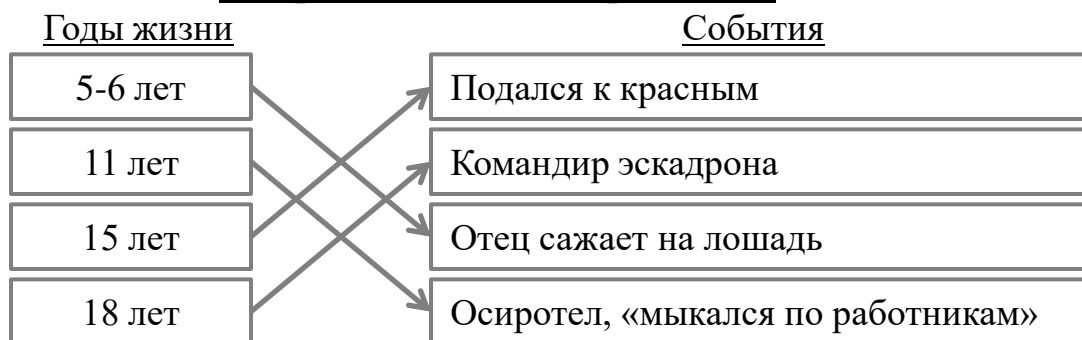 Годы жизни
События
5-6 лет
Подался к красным
11 лет
Командир эскадрона
15 лет
Отец сажает на лошадь
18 лет
Осиротел, «мыкался по работникам»